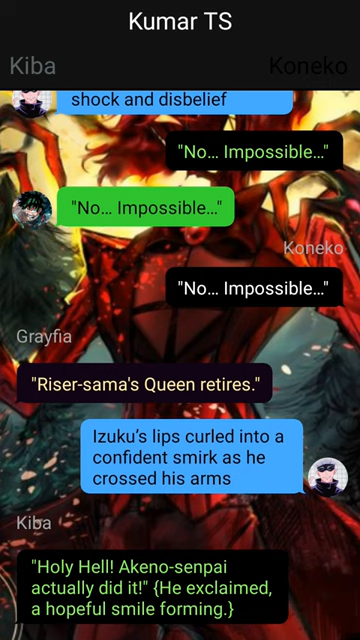 Kumar TS
Kiba
Koneko
shock and disbelief
"No… Impossible…"
"No… Impossible…"
Koneko
"No… Impossible…"
Grayfia
"Riser-sama's Queen retires."
Izuku’s lips curled into a
confident smirk as he
crossed his arms
Kiba
"Holy Hell! Akeno-senpai
actually did it!" {He exclaimed,
a hopeful smile forming.}